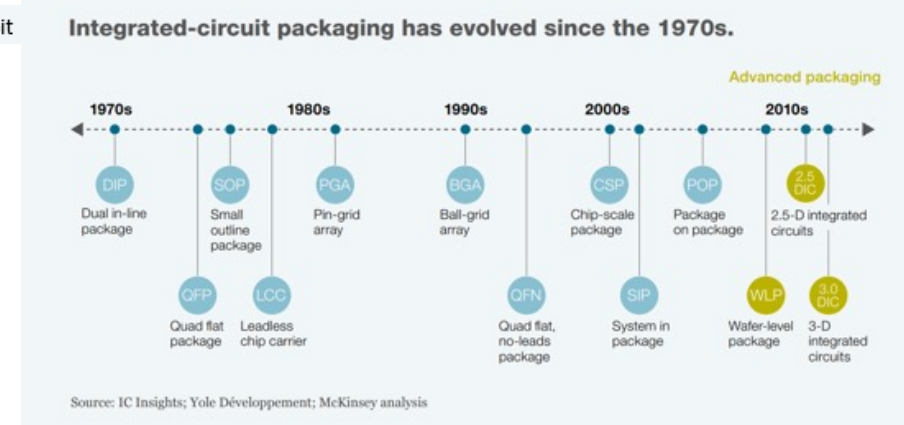 it
Integrated-circuit packaging has evolved since the 1970s.
Advanced packaging
1970s 1980s 1990s 2000s 2010s
DIP
Dual in-line
package
SOP
Small
outline
package
PGA
Pin-grid
array
BGA
Ball-grid
array
CSP
Chip-scale
package
POP
Package
on package
2.5
DIC
2.5-D integrated
circuits
QFP
Quad flat
package
LCC
Leadless
chip carrier
QFN
Quad flat,
no-leads
package
SIP
System in
package
WLP
Wafer-level
package
3.0
DIC
3-D
integrated
circuits
Source: IC Insights; Yole Développement; McKinsey analysis